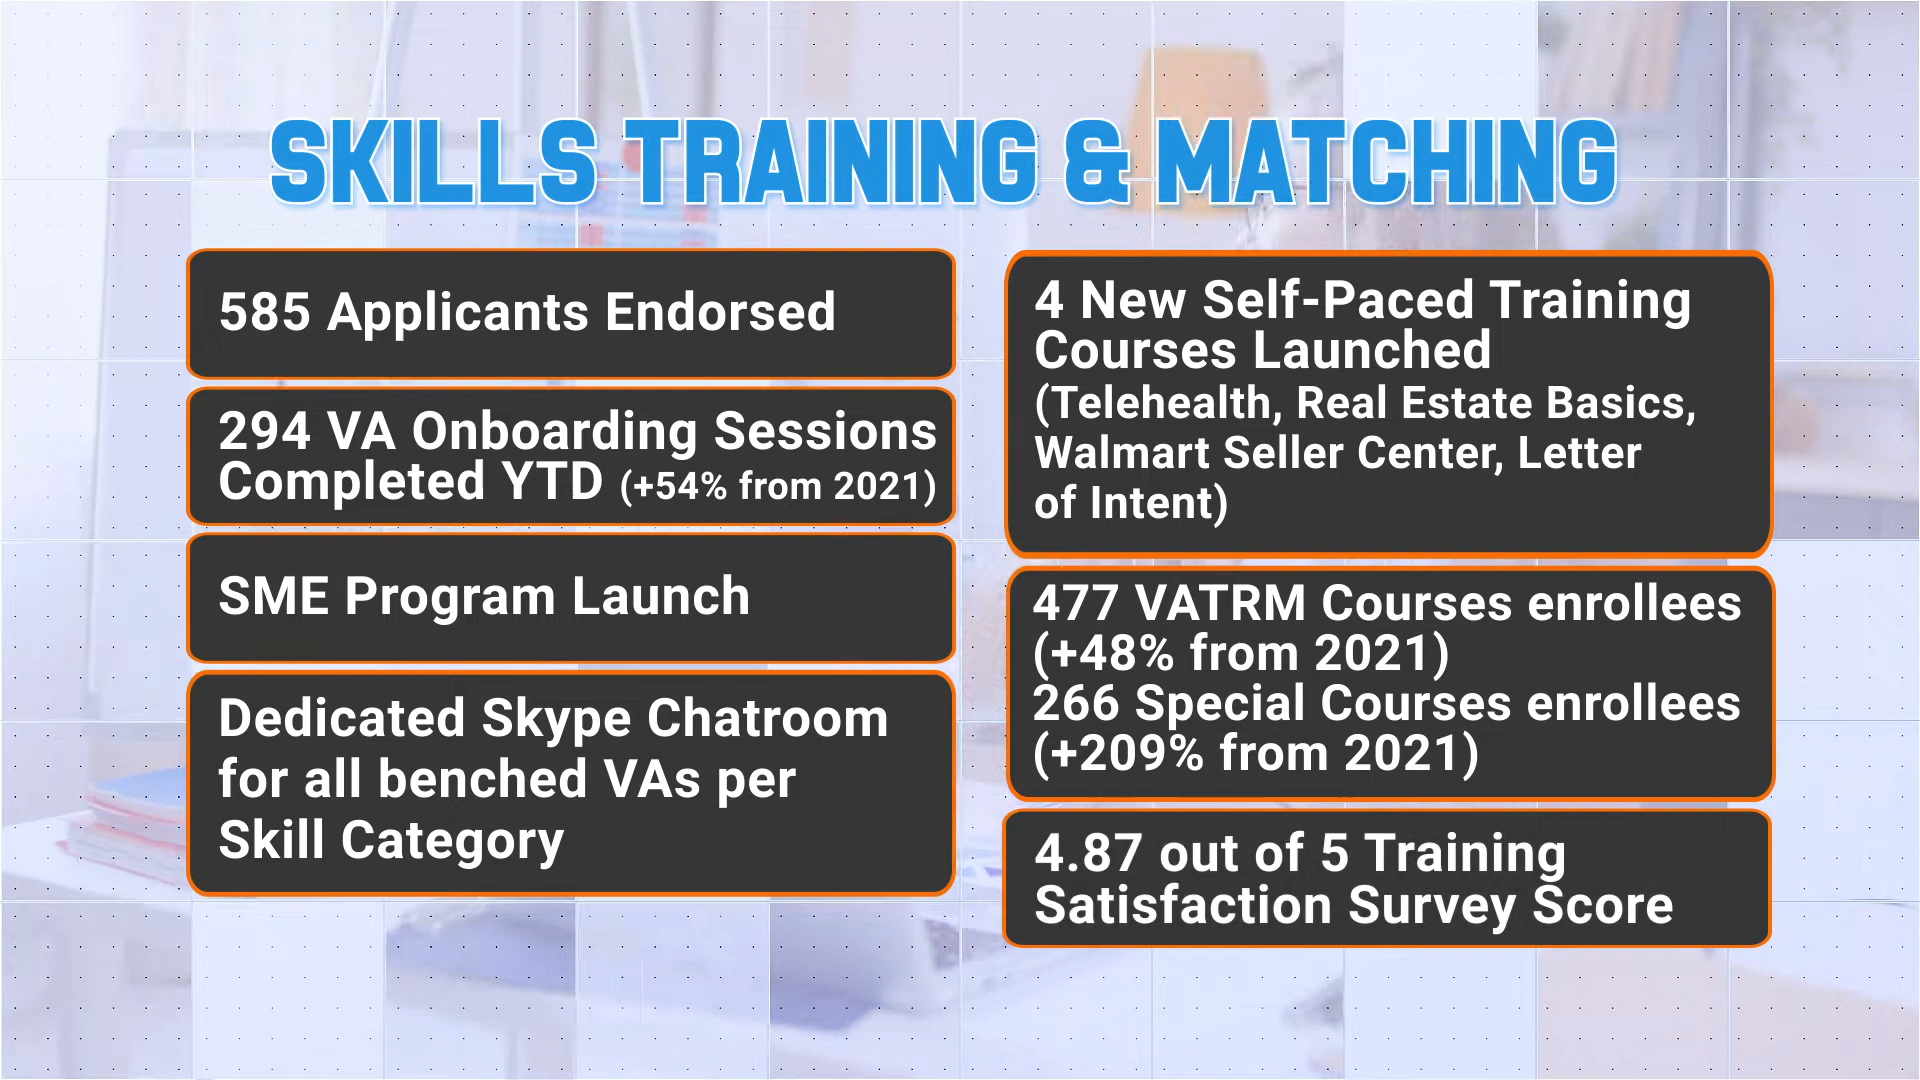 SKILLS TRAINING & MATCHING
585 Applicants Endorsed
294 VA Onboarding Sessions
Completed YTD (+54% from 2021)
SME Program Launch
Dedicated Skype Chatroom
for all benched VAs per
Skill Category
4 New Self-Paced Training
Courses Launched
(Telehealth, Real Estate Basics,
Walmart Seller Center, Letter
of Intent)
477 VATRM Courses enrollees
(+48% from 2021)
266 Special Courses enrollees
(+209% from 2021)
4.87 out of 5 Training
Satisfaction Survey Score